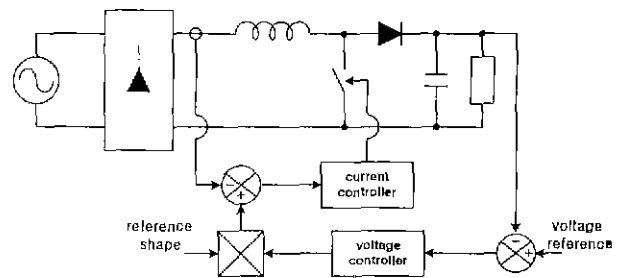 -
+
current
controller
reference
shape
voltage
controller
-
+
voltage
reference